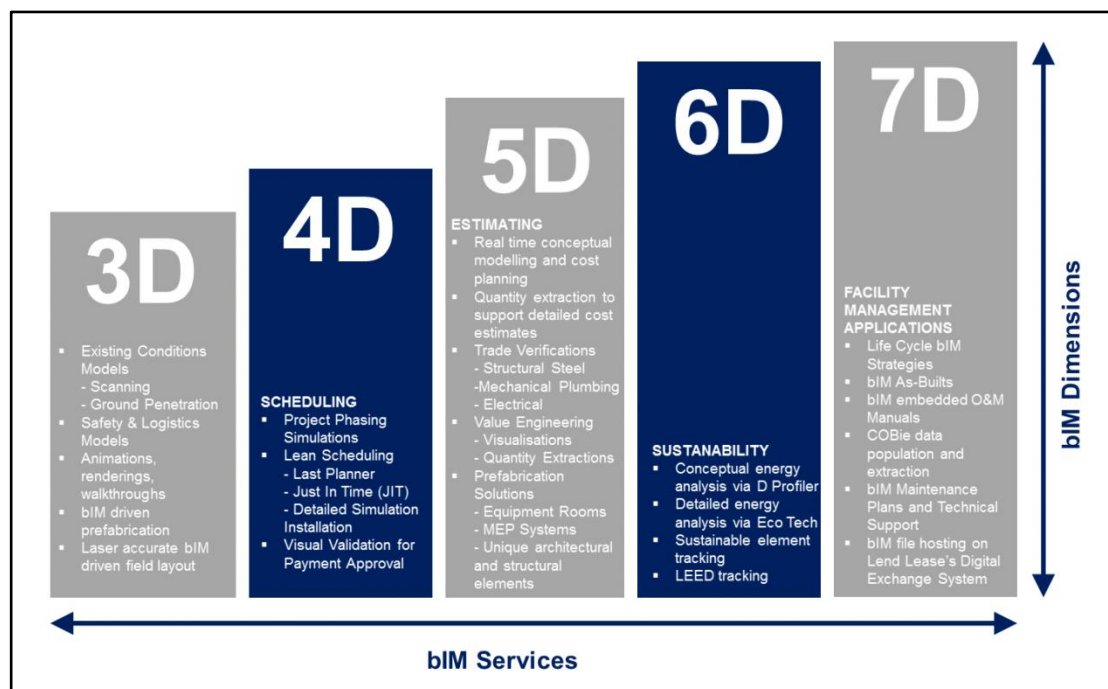 3D
▪ Existing Conditions
Models
- Scanning
- Ground Penetration
▪ Safety & Logistics
Models
▪ Animations,
renderings,
walkthroughs
▪ bIM driven
prefabrication
▪ Laser accurate bIM
driven field layout
4D
SCHEDULING
▪ Project Phasing
Simulations
▪ Lean Scheduling
- Last Planner
- Just In Time (JIT)
- Detailed Simulation
Installation
▪ Visual Validation for
Payment Approval
5D
ESTIMATING
▪ Real time conceptual
modelling and cost
planning
▪ Quantity extraction to
support detailed cost
estimates
▪ Trade Verifications
- Structural Steel
-Mechanical Plumbing
- Electrical
▪ Value Engineering
- Visualisations
- Quantity Extractions
▪ Prefabrication
Solutions
- Equipment Rooms
- MEP Systems
- Unique architectural
and structural
elements
6D
SUSTANABILITY
▪ Conceptual energy
analysis via D Profiler
▪ Detailed energy
analysis via Eco Tech
▪ Sustainable element
tracking
▪ LEED tracking
7D
FACILITY
MANAGEMENT
APPLICATIONS
▪ Life Cycle bIM
Strategies
▪ bIM As-Builts
▪ bIM embedded O&M
Manuals
▪ COBie data
population and
extraction
▪ bIM Maintenance
Plans and Technical
Support
▪ bIM file hosting on
Lend Lease's Digital
Exchange System
bIM Dimensions
bIM Services